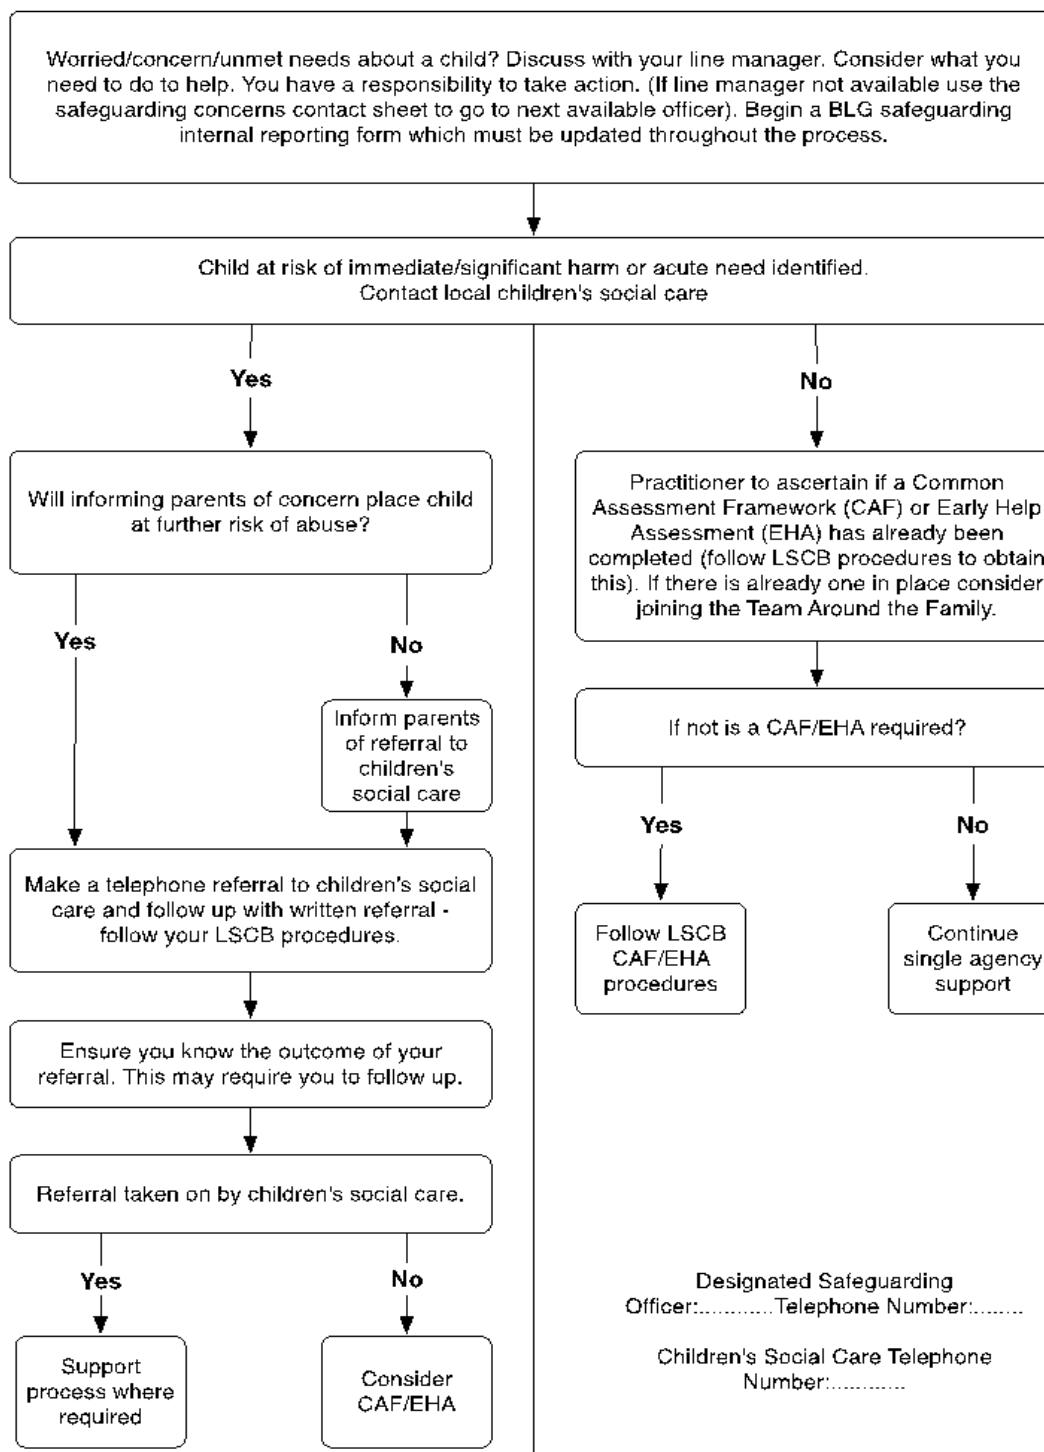 Worried/concern/unmet needs about a child? Discuss with your line manager. Consider what you
need to do to help. You have a responsibility to take action. (If line manager not available use the
safeguarding concerns contact sheet to go to next available officer). Begin a BLG safeguarding
internal reporting form which must be updated throughout the process.
Child at risk of immediate/significant harm or acute need identified.
Contact local children's social care
Yes
Will informing parents of concern place child
at further risk of abuse?
Yes
No
Inform parents
of referral to
children's
social care
Make a telephone referral to children's social
care and follow up with written referral -
follow your LSCB procedures.
Ensure you know the outcome of your
referral. This may require you to follow up.
Referral taken on by children's social care.
Yes
Support
process where
required
No
Consider
CAF/EHA
No
Practitioner to ascertain if a Common
Assessment Framework (CAF) or Early Help
Assessment (EHA) has already been
completed (follow LSCB procedures to obtain
this). If there is already one in place consider
joining the Team Around the Family.
If not is a CAF/EHA required?
Yes
Follow LSCB
CAF/EHA
procedures
No
Continue
single agency
support
Designated Safeguarding
Officer:............Telephone Number:........
Children's Social Care Telephone
Number:............